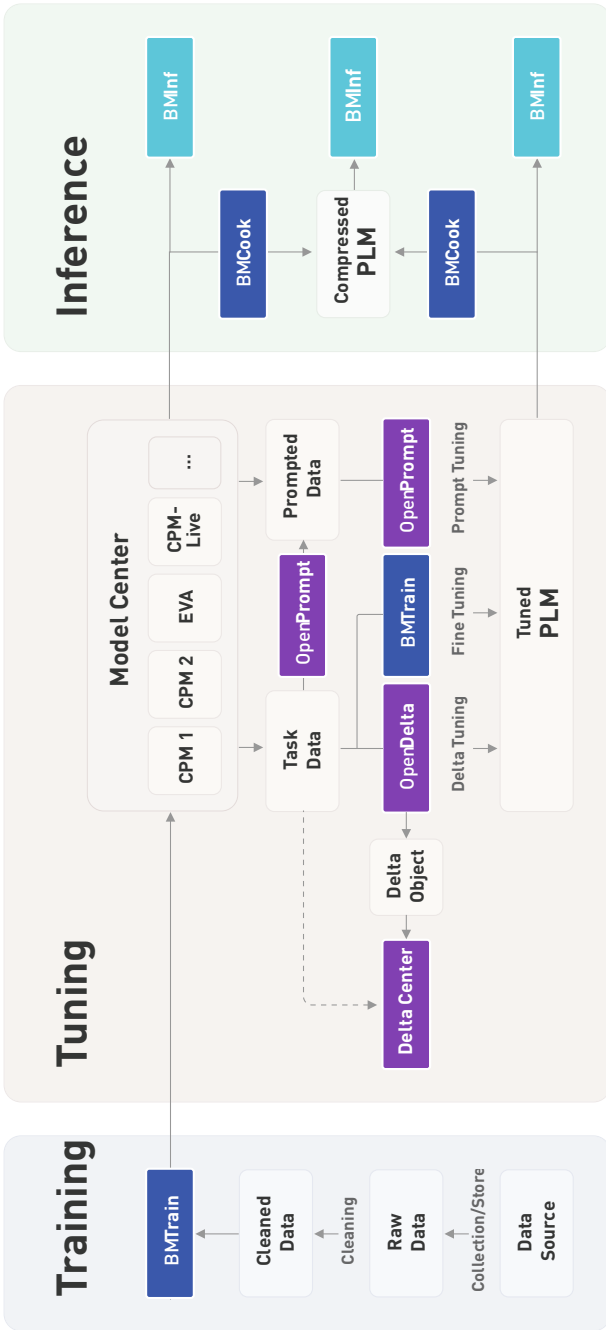 Training
BMTrain
Cleaned
Data
Cleaning
Raw
Data
Collection/Store
Data
Source
Tuning
Model Center
CPM 1
CPM 2
EVA
CPM-
Live
...
Task
Data
OpenPrompt
Prompted
Data
Delta Center
Delta
Object
OpenDelta
BMTrain
OpenPrompt
Delta Tuning
Fine Tuning
Prompt Tuning
Tuned
PLM
Inference
BMInf
BMCook
Compressed
PLM
BMInf
BMCook
BMInf